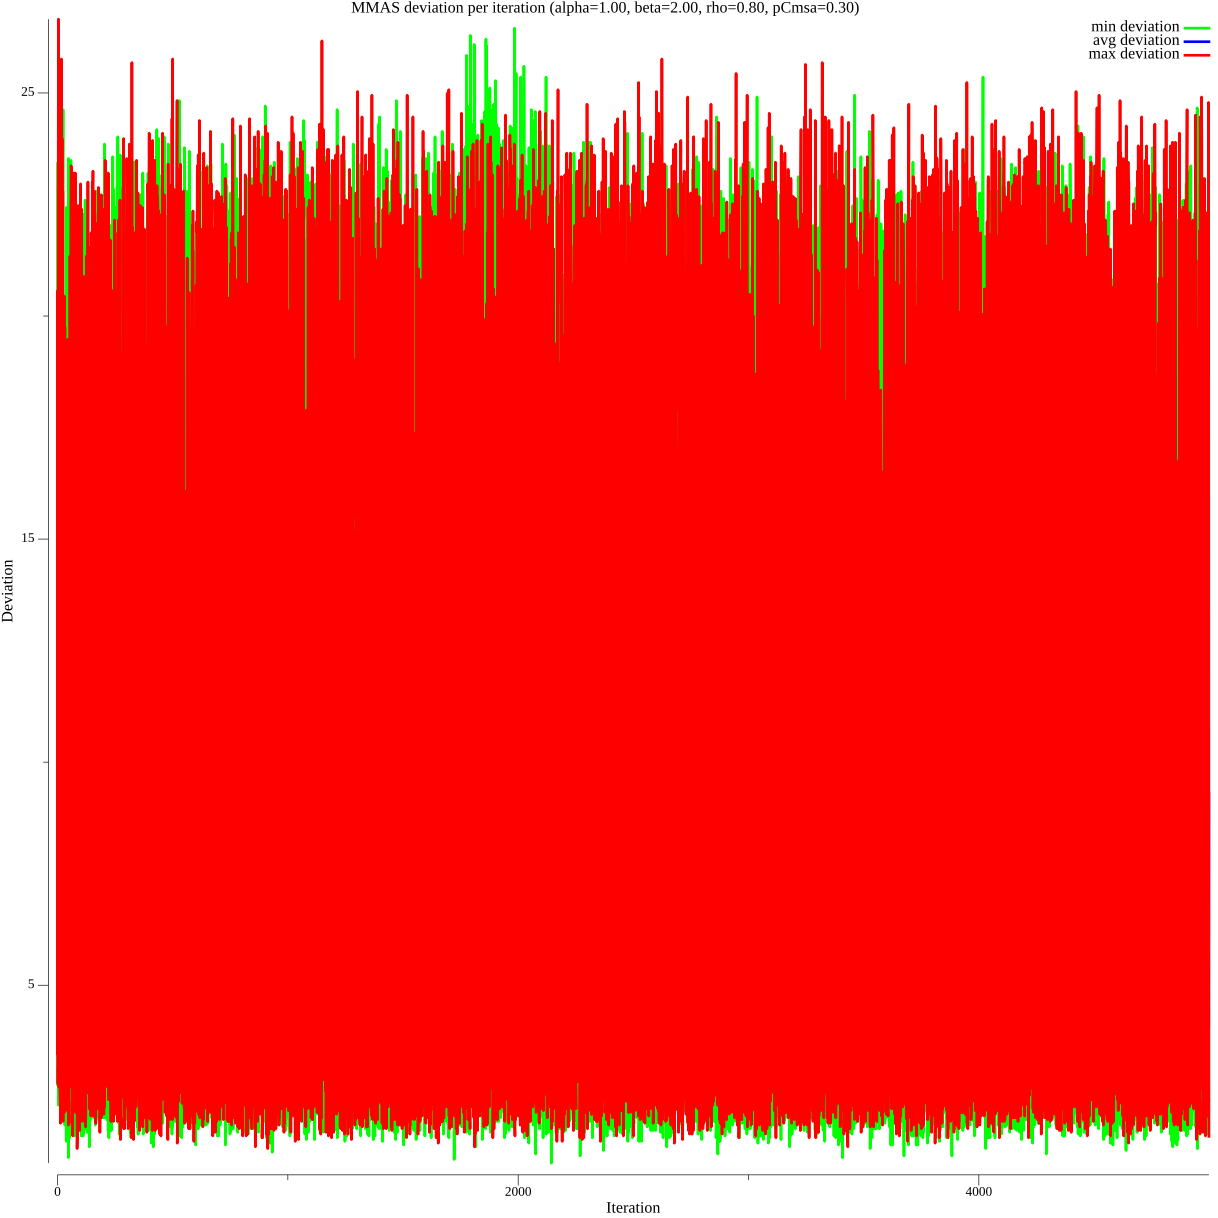 MMAS deviation per iteration (alpha=1.00, beta=2.00, rho=0.80, pCmsa=0.30)
min deviation
avg deviation
max deviation
25
15
5
Deviation
0
2000
4000
Iteration